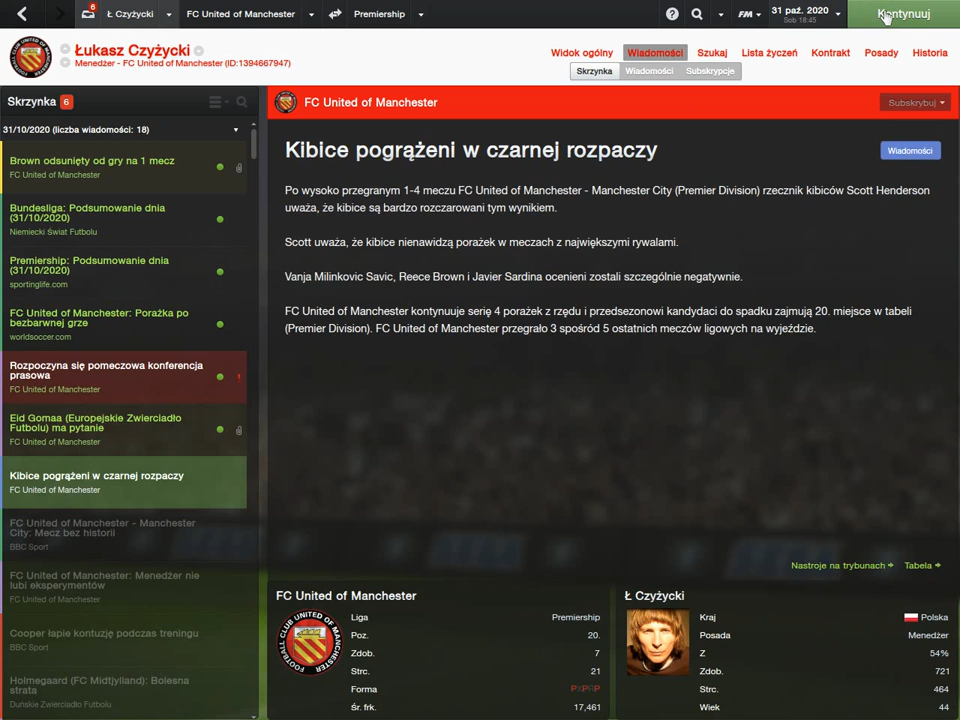 6
Ł Czyżycki
FC United of Manchester
Premiership
FM
31 paź. 2020
Sob 18:45
Kontynuuj
Łukasz Czyżycki
Menedżer - FC United of Manchester (ID:1394667947)
Widok ogólny
Wiadomości
Szukaj
Lista życzeń
Kontrakt
Posady
Historia
Skrzynka
Wiadomości
Subskrypcje
Skrzynka 6
31/10/2020 (liczba wiadomości: 18)
Brown odsunięty od gry na 1 mecz
FC United of Manchester
Bundesliga: Podsumowanie dnia
(31/10/2020)
Niemiecki Świat Futbolu
Premiership: Podsumowanie dnia
(31/10/2020)
sportinglife.com
FC United of Manchester: Porażka po
bezbarwnej grze
worldsoccer.com
Rozpoczyna się pomeczowa konferencja
prasowa
FC United of Manchester
Eid Gomaa (Europejskie Zwierciadło
Futbolu) ma pytanie
FC United of Manchester
Kibice pogrążeni w czarnej rozpaczy
FC United of Manchester
FC United of Manchester - Manchester
City: Mecz bez historii
BBC Sport
FC United of Manchester: Menedżer nie
lubi eksperymentów
FC United of Manchester
Cooper łapie kontuzję podczas treningu
BBC Sport
Holmegaard (FC Midtjylland): Bolesna
strata
Duńskie Zwierciadło Futbolu
FC United of Manchester
Subskrybuj
Kibice pogrążeni w czarnej rozpaczy
Wiadomości
Po wysoko przegranym 1-4 meczu FC United of Manchester - Manchester City (Premier Division) rzecznik kibiców Scott Henderson
uważa, że kibice są bardzo rozczarowani tym wynikiem.
Scott uważa, że kibice nienawidzą porażek w meczach z największymi rywalami.
Vanja Milinkovic Savic, Reece Brown i Javier Sardina ocenieni zostali szczególnie negatywnie.
FC United of Manchester kontynuuje serię 4 porażek z rzędu i przedsezonowi kandydaci do spadku zajmują 20. miejsce w tabeli
(Premier Division). FC United of Manchester przegrało 3 spośród 5 ostatnich meczów ligowych na wyjeździe.
Nastroje na trybunach
Tabela
FC United of Manchester
Liga Premiership
Poz. 20.
Zdob. 7
Strc. 21
Forma
Śr. frk. 17,461
Ł Czyżycki
Kraj Polska
Posada Menedżer
Z 54%
Zdob. 721
Strc. 464
Wiek 44